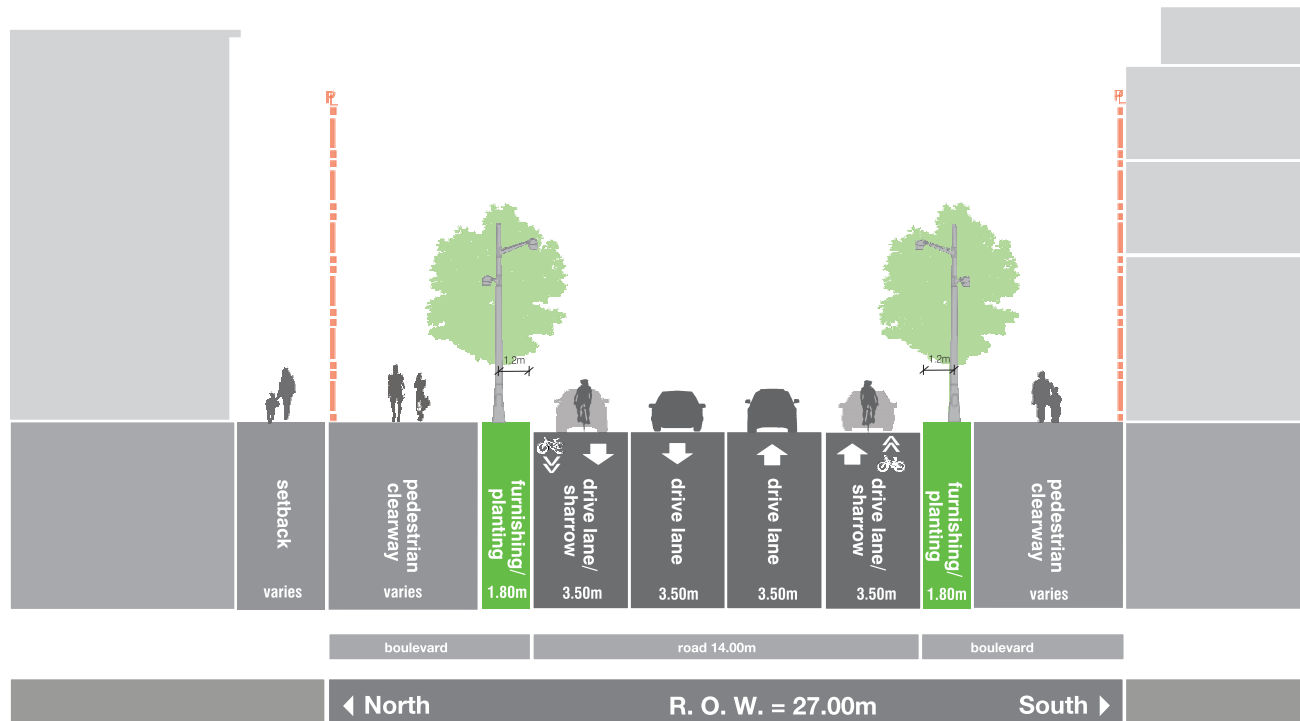 PL
PL
1.2m
1.2m
setback
varies
pedestrian
clearway
varies
furnishing/
planting
1.80m
drive lane/
sharrow
3.50m
drive lane
3.50m
drive lane
3.50m
drive lane/
sharrow
3.50m
furnishing/
planting
1.80m
pedestrian
clearway
varies
boulevard
road 14.00m
boulevard
North
R. O. W. = 27.00m
South